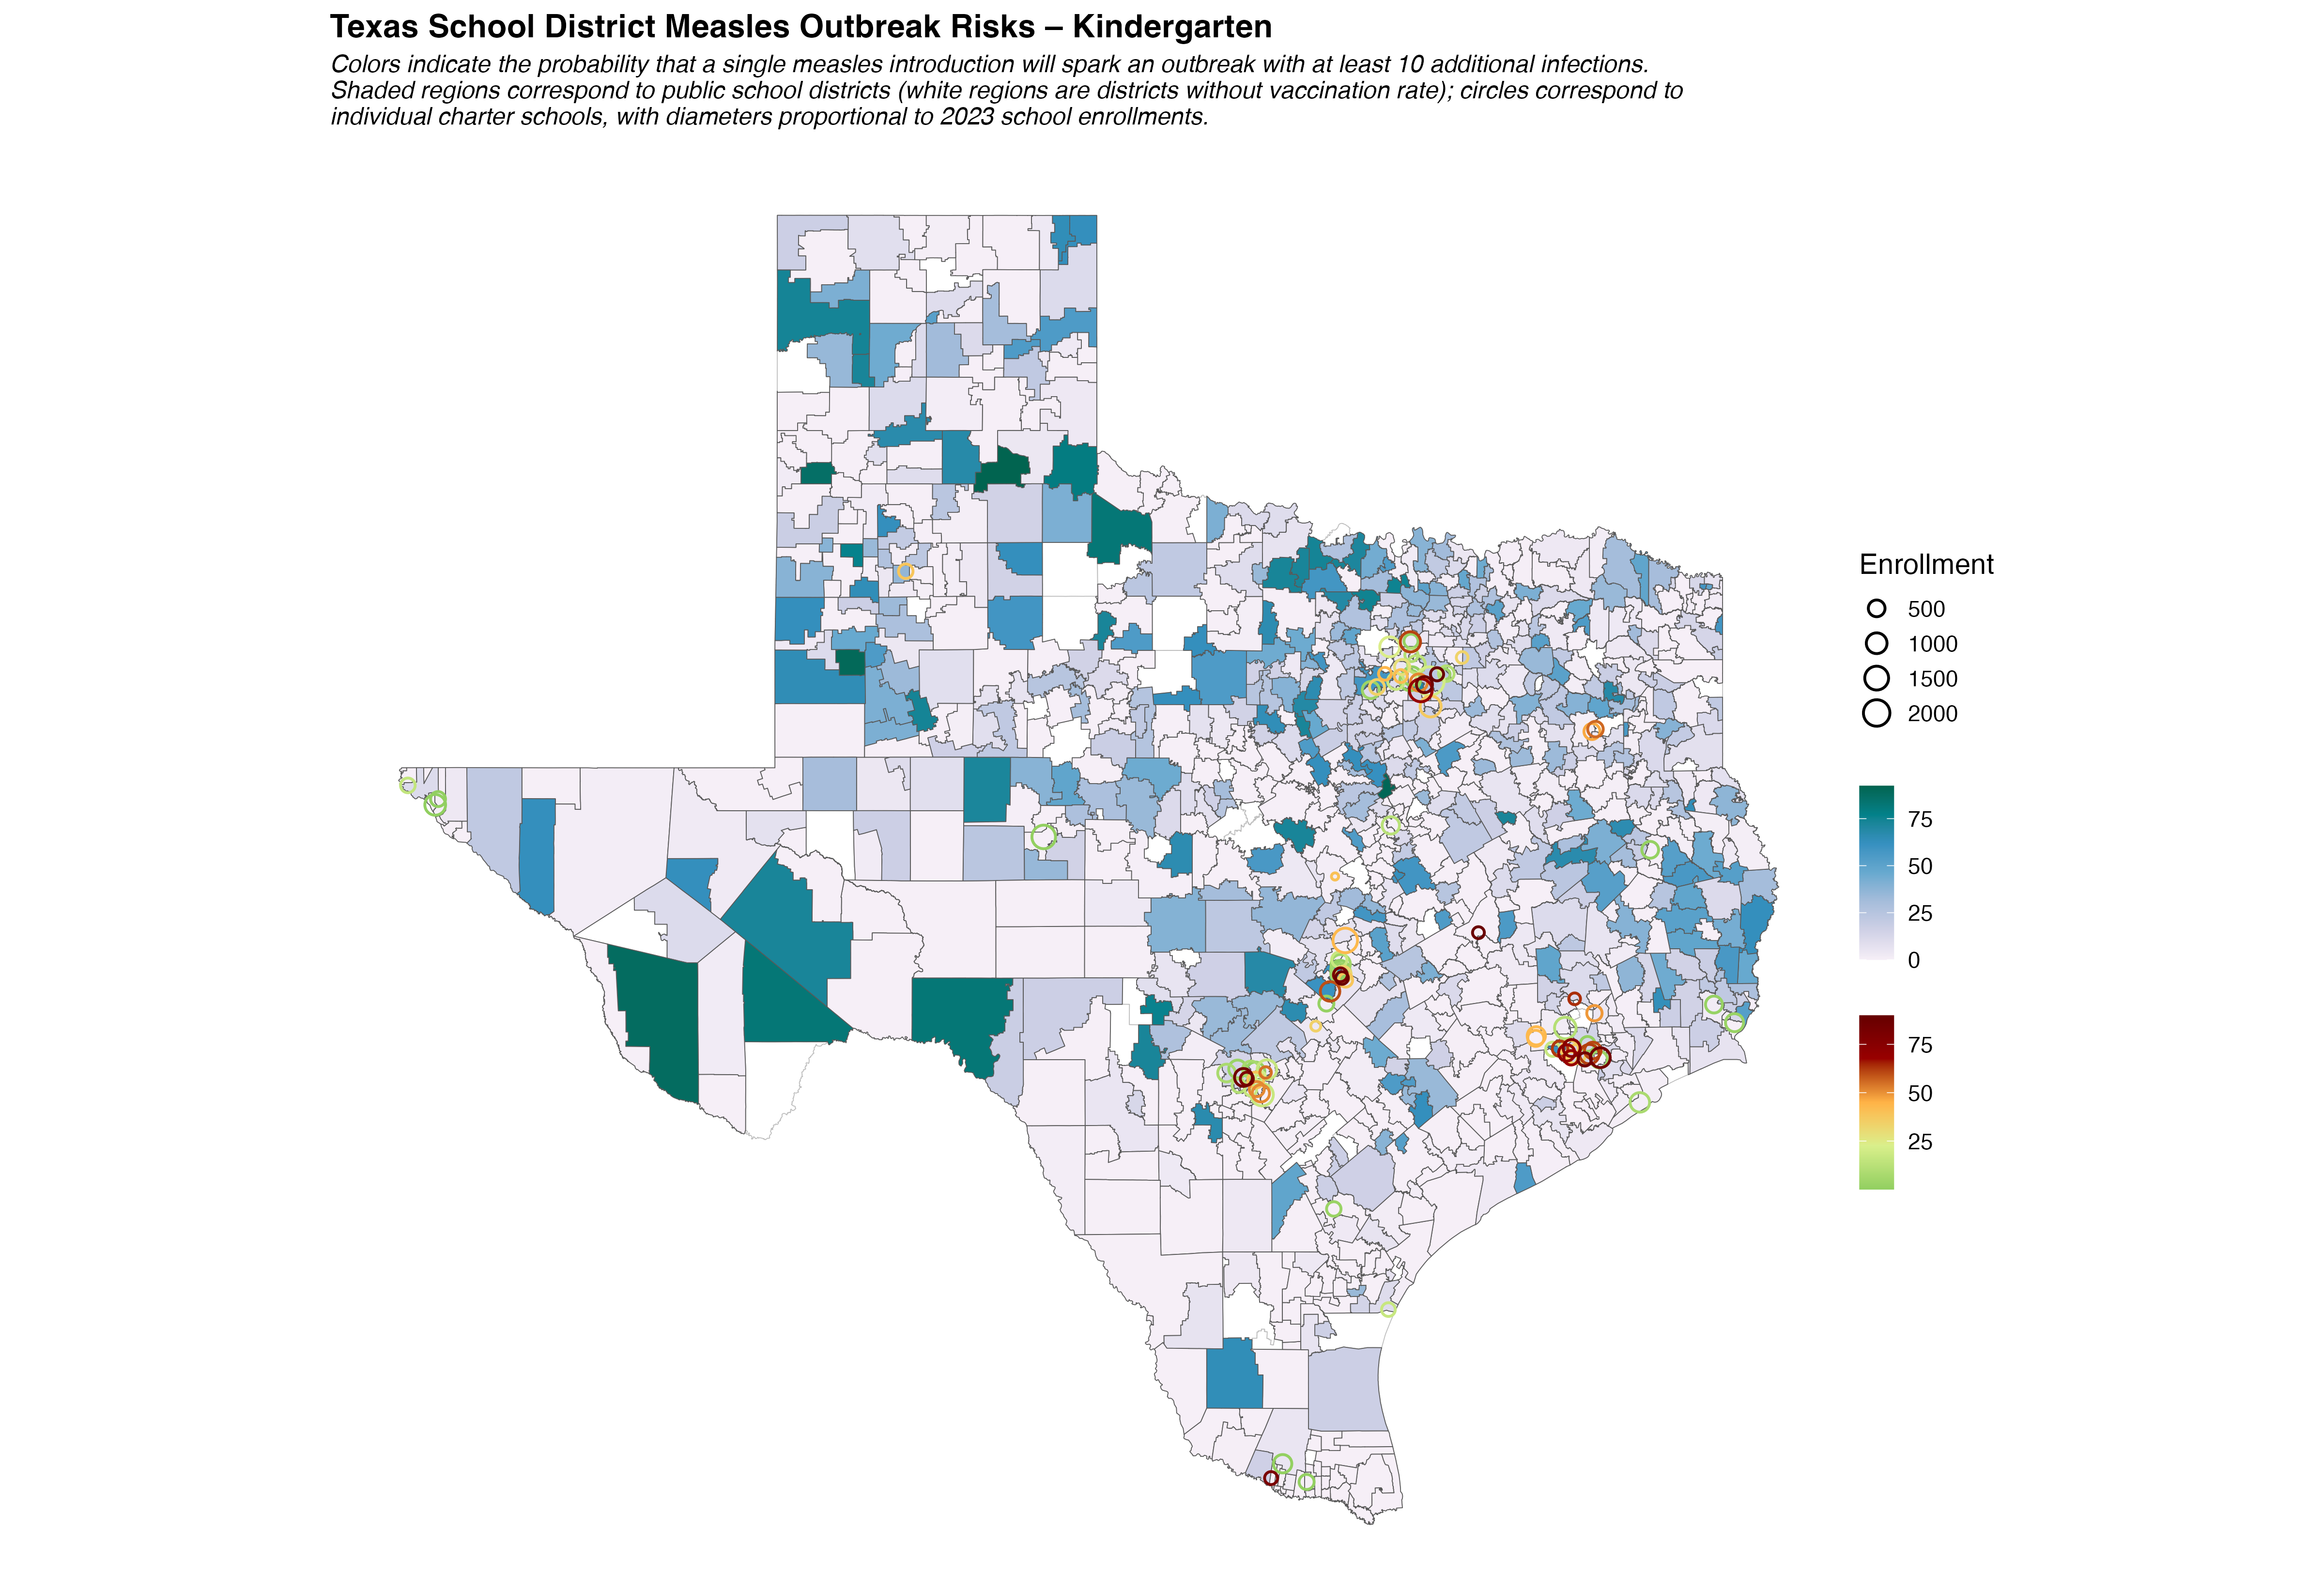 Texas School District Measles Outbreak Risks – Kindergarten
Colors indicate the probability that a single measles introduction will spark an outbreak with at least 10 additional infections.
Shaded regions correspond to public school districts (white regions are districts without vaccination rate); circles correspond to
individual charter schools, with diameters proportional to 2023 school enrollments.
Enrollment
500
1000
1500
2000
75
50
25
0
75
50
25